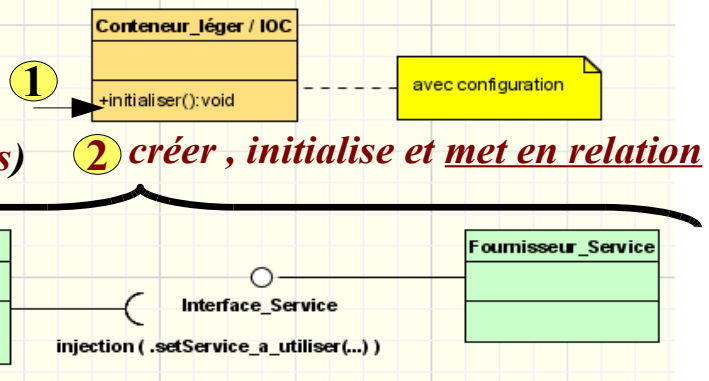 Conteneur_léger / IOC
1
avec configuration
+initialiser():void
s) 2 créer , initialise et met en relation
Fournisseur_Service
Interface_Service
injection ( .setService_a_utiliser(...) )